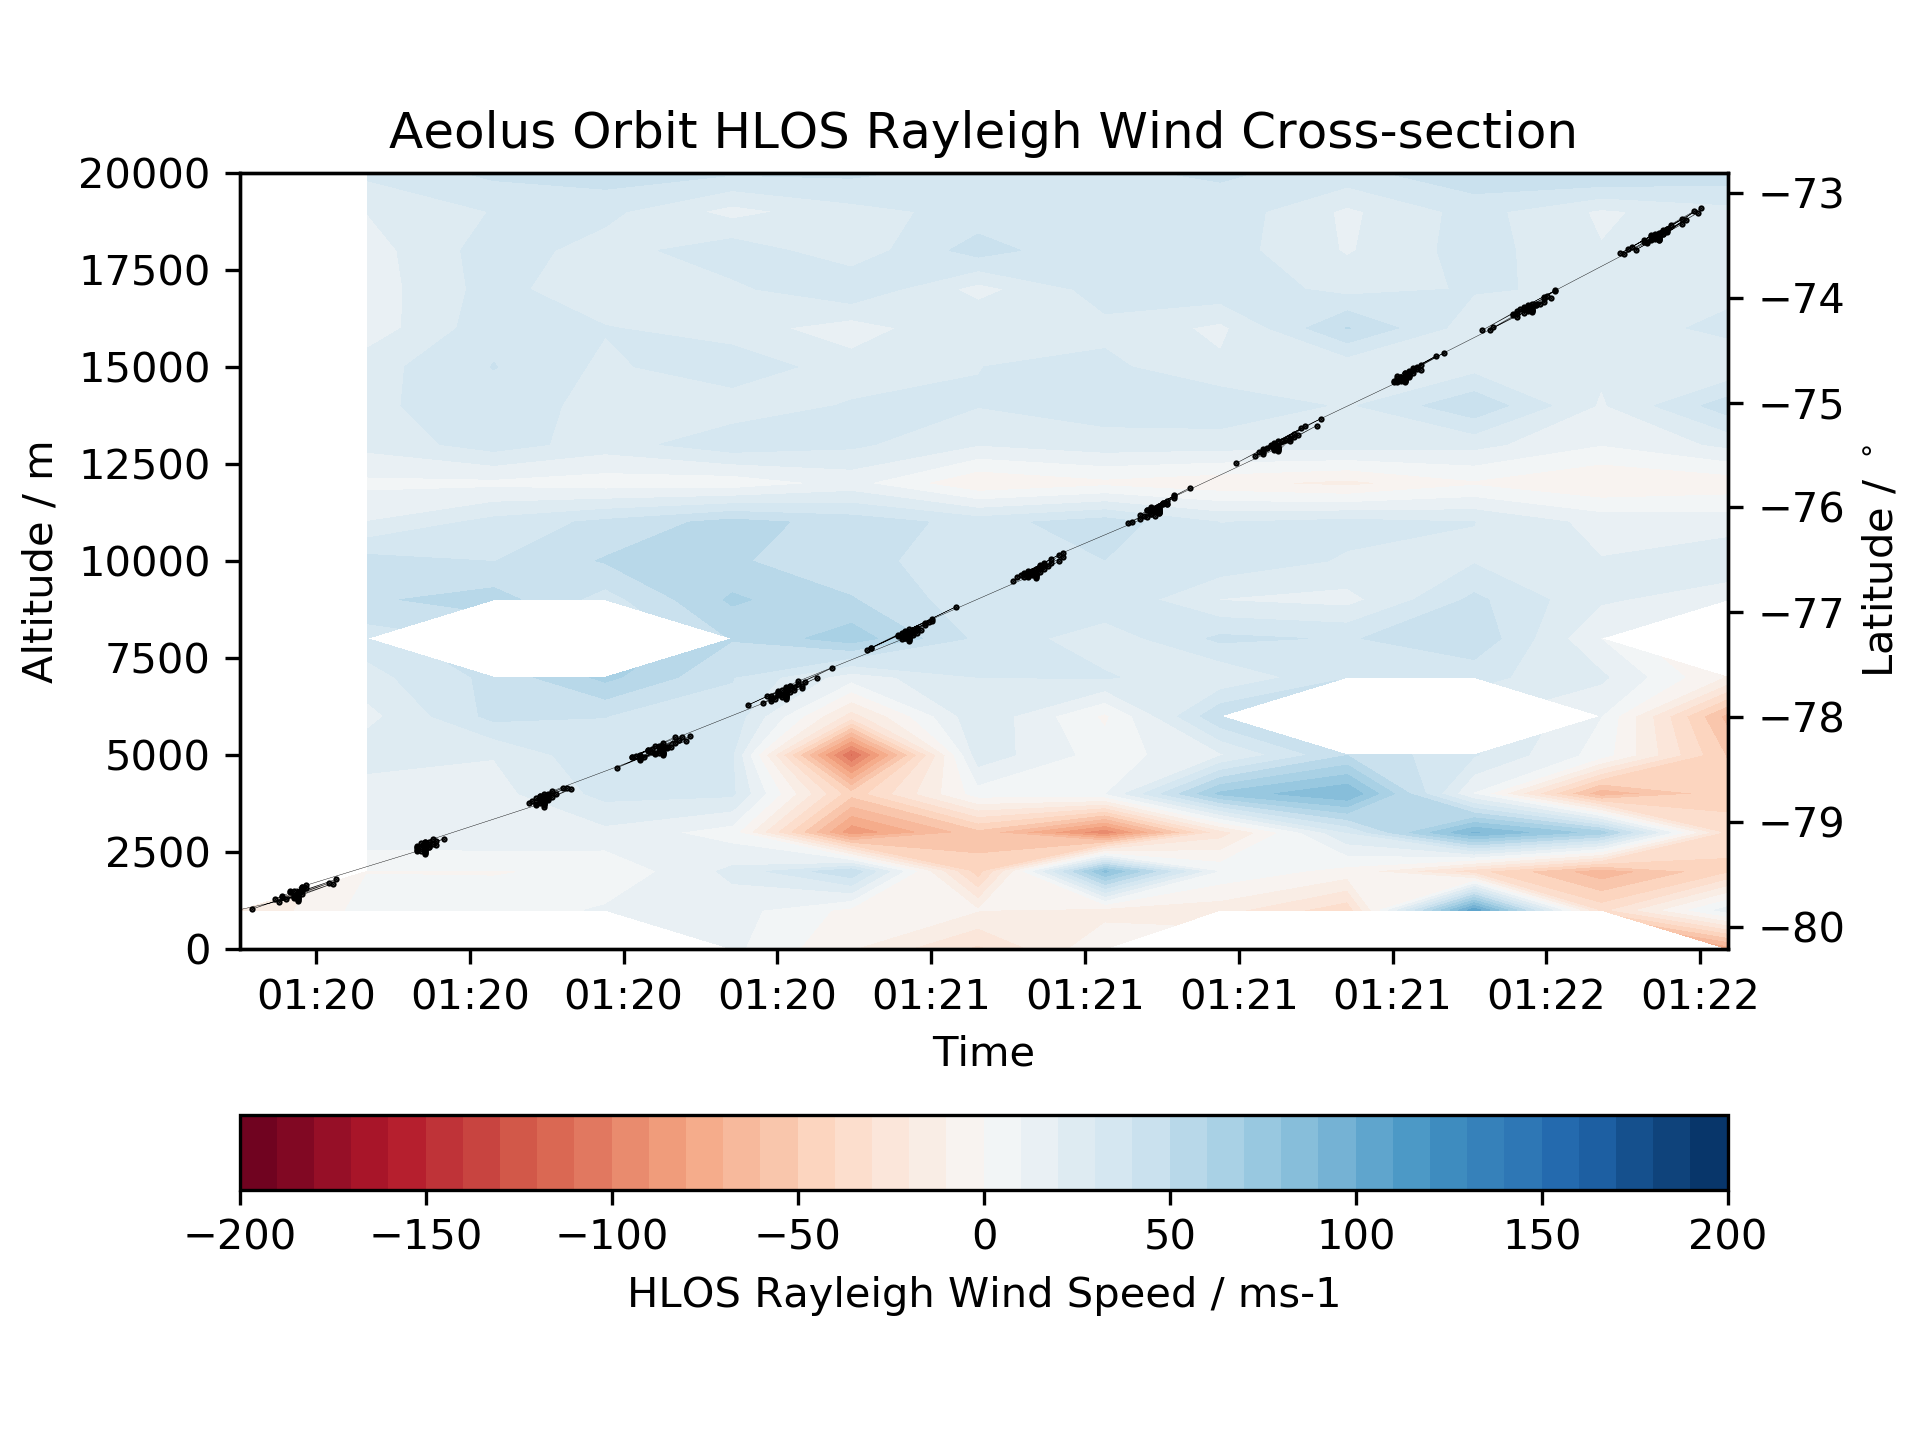 Aeolus Orbit HLOS Rayleigh Wind Cross-section
20000
17500
15000
12500
10000
7500
5000
2500
0
Altitude / m
−73
−74
−75
−76
−77
−78
−79
−80
Latitude / °
01:20 01:20 01:20 01:20 01:21 01:21 01:21 01:21 01:22 01:22
Time
−200 −150 −100 −50 0 50 100 150 200
HLOS Rayleigh Wind Speed / ms-1